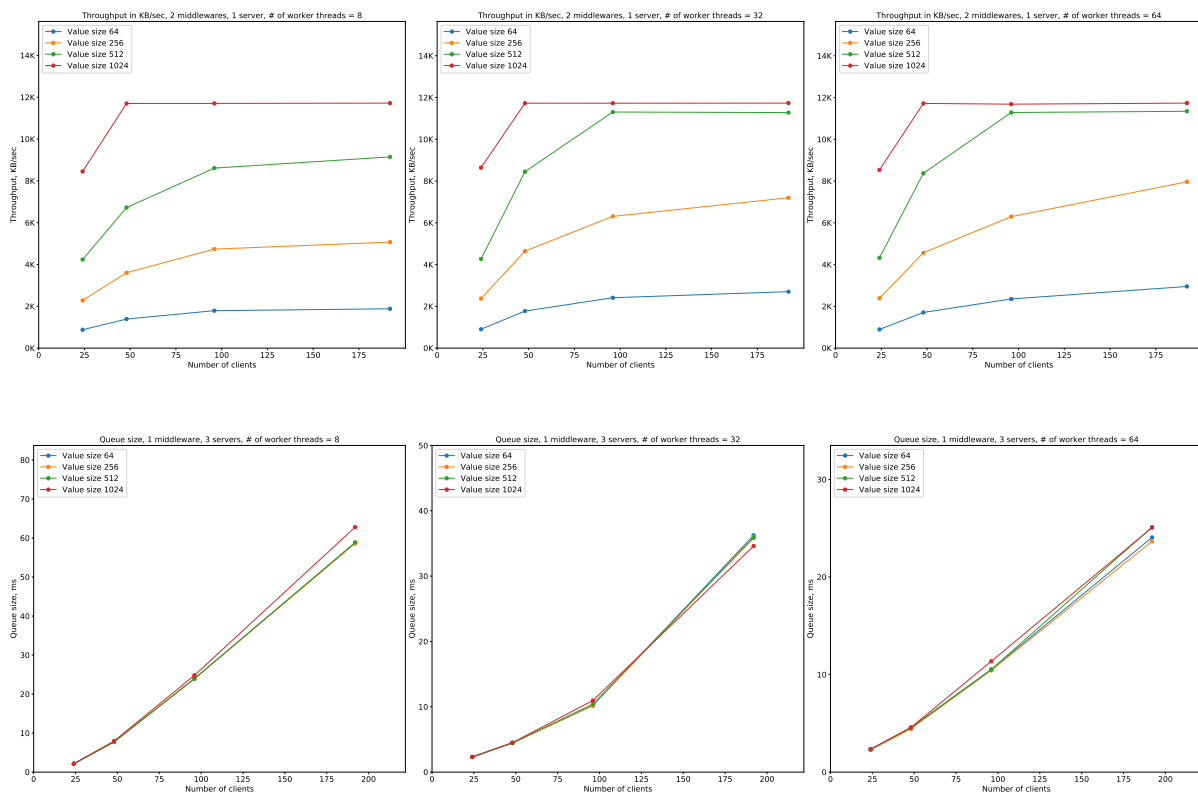 Throughput in KB/sec, 2 middlewares, 1 server, # of worker threads = 8
Value size 64
Value size 256
Value size 512
Value size 1024
14K
12K
10K
8K
6K
4K
2K
0K
Throughput, KB/sec
0 25 50 75 100 125 150 175
Number of clients
Throughput in KB/sec, 2 middlewares, 1 server, # of worker threads = 32
Value size 64
Value size 256
Value size 512
Value size 1024
14K
12K
10K
8K
6K
4K
2K
0K
Throughput, KB/sec
0 25 50 75 100 125 150 175
Number of clients
Throughput in KB/sec, 2 middlewares, 1 server, # of worker threads = 64
Value size 64
Value size 256
Value size 512
Value size 1024
14K
12K
10K
8K
6K
4K
2K
0K
Throughput, KB/sec
0 25 50 75 100 125 150 175
Number of clients
Queue size, 1 middleware, 3 servers, # of worker threads = 8
Value size 64
Value size 256
Value size 512
Value size 1024
80
70
60
50
40
30
20
10
0
Queue size, ms
0 25 50 75 100 125 150 175 200
Number of clients
Queue size, 1 middleware, 3 servers, # of worker threads = 32
Value size 64
Value size 256
Value size 512
Value size 1024
50
40
30
20
10
0
Queue size, ms
0 25 50 75 100 125 150 175 200
Number of clients
Queue size, 1 middleware, 3 servers, # of worker threads = 64
Value size 64
Value size 256
Value size 512
Value size 1024
30
20
10
0
Queue size, ms
0 25 50 75 100 125 150 175 200
Number of clients